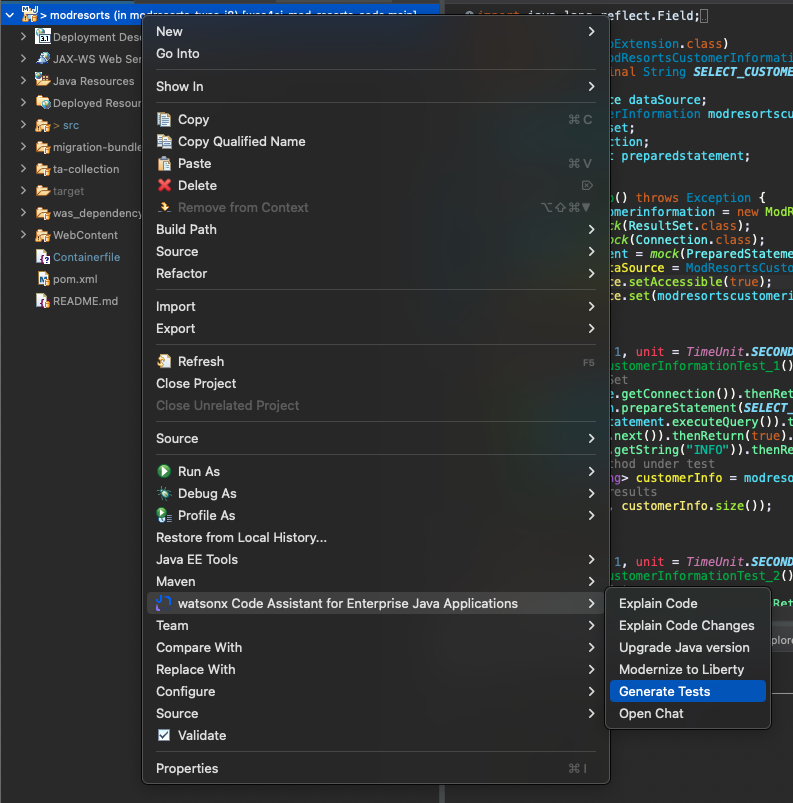 > modresorts (in modresorts-twas-j8) [was4ej-mod-resorts-code main]
Deployment Des
JAX-WS Web Ser
Java Resources
Deployed Resour
> src
migration-bundle
ta-collection
target
was_dependency
WebContent
Containerfile
pom.xml
README.md
New
Go Into
Show In
Copy ⌘ C
Copy Qualified Name
Paste ⌘ V
Delete ⌦
Remove from Context ⌥⇧⌘▼
Build Path
Source
Refactor
Import
Export
Refresh F5
Close Project
Close Unrelated Project
Source
Run As
Debug As
Profile As
Restore from Local History...
Java EE Tools
Maven
watsonx Code Assistant for Enterprise Java Applications
Team
Compare With
Replace With
Configure
Source
Validate
Properties ⌘ I
Explain Code
Explain Code Changes
Upgrade Java version
Modernize to Liberty
Generate Tests
Open Chat
import java.lang.reflect.Field;
Extension.class)
odResortsCustomerInformati
nal String SELECT_CUSTOME
ce dataSource;
erInformation modresortscu
set;
ction;
t preparedstatement;
() throws Exception {
omerinformation = new ModR
ck(ResultSet.class);
ock(Connection.class);
ent = mock(PreparedStateme
taSource = ModResortsCusto
ce.setAccessible(true);
ce.set(modresortscustomeri
1, unit = TimeUnit.SECOND
ustomerInformationTest_1()
Set
e.getConnection()).thenRet
n.prepareStatement(SELECT_
tatement.executeQuery()).t
.next()).thenReturn(true).
.getString("INFO")).thenRe
hod under test
ng> customerInfo = modreso
results
, customerInfo.size());
1, unit = TimeUnit.SECOND
ustomerInformationTest_2()
Ret
plore